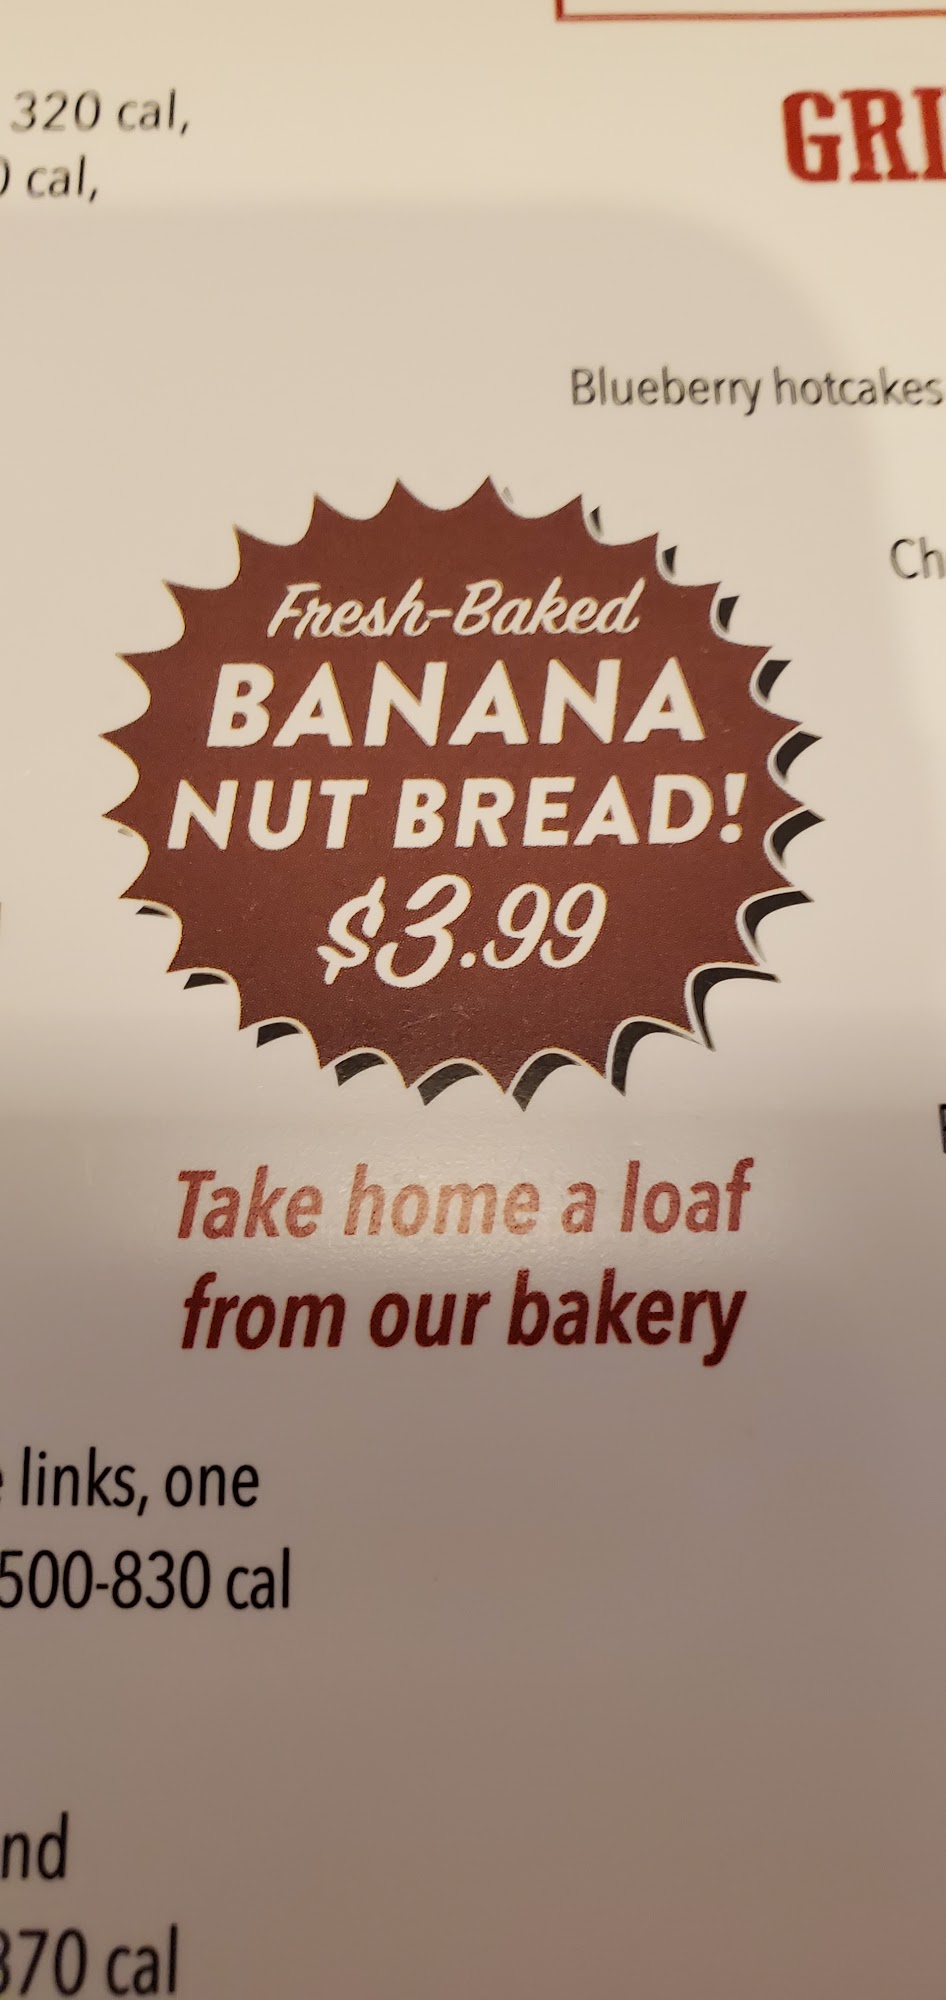 320 cal,
cal,
GRI
Blueberry hotcakes
Ch
Fresh-Baked
BANANA
NUT BREAD!
$3.99
Take home a loaf
from our bakery
links, one
500-830 cal
nd
370 cal